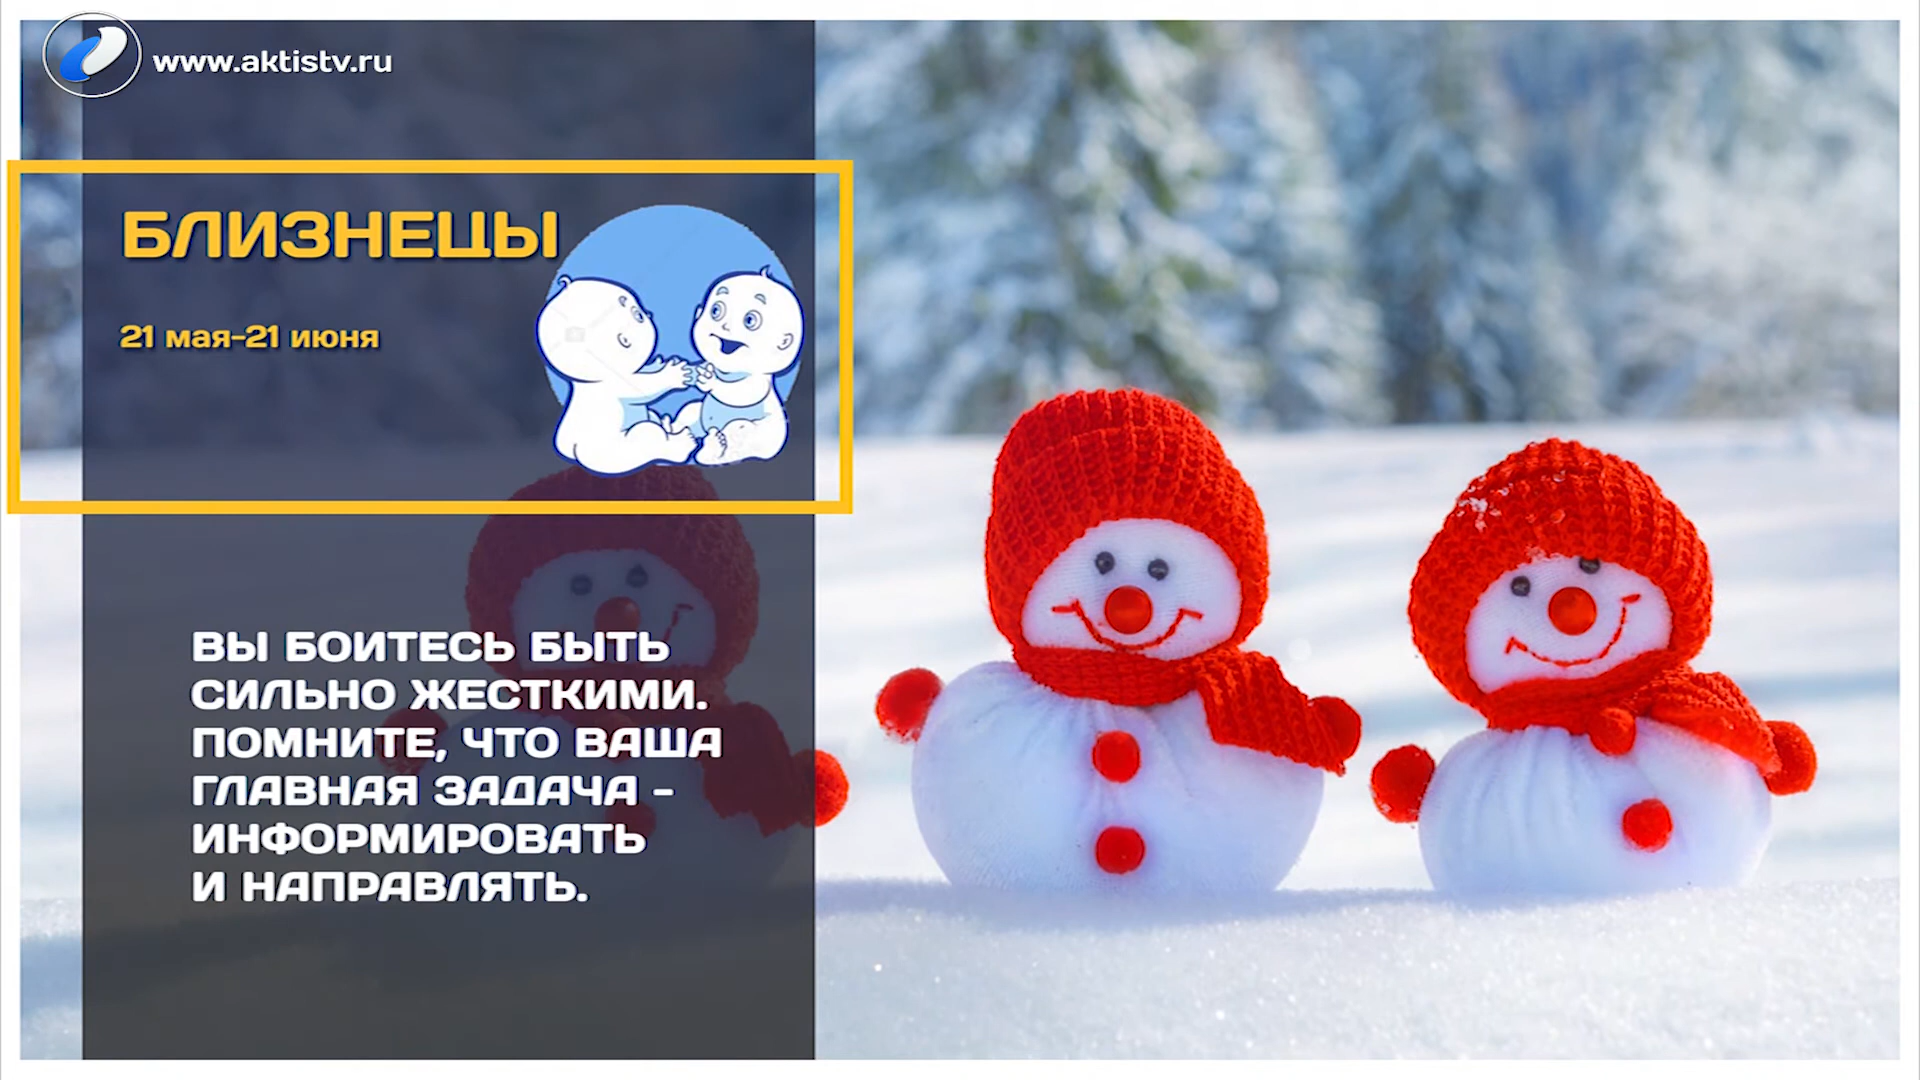 www.aktistv.ru
БЛИЗНЕЦЫ
21 мая-21 июня
ВЫ БОИТЕСЬ БЫТЬ
СИЛЬНО ЖЕСТКИМИ.
ПОМНИТЕ, ЧТО ВАША
ГЛАВНАЯ ЗАДАЧА -
ИНФОРМИРОВАТЬ
И НАПРАВЛЯТЬ.